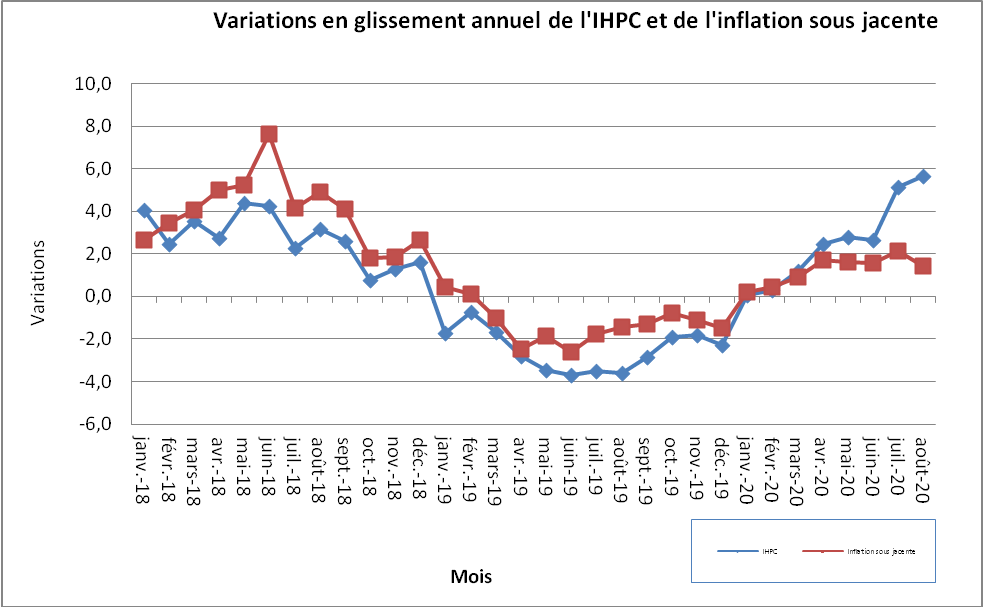 Variations en glissement annuel de l'IHPC et de l'inflation sous jacente
10,0
8,0
6,0
4,0
2,0
0,0
-2,0
-4,0
-6,0
Variations
janv.-18
févr.-18
mars-18
avr.-18
mai-18
juin-18
juil.-18
août-18
sept.-18
oct.-18
nov.-18
déc.-18
janv.-19
févr.-19
mars-19
avr.-19
mai-19
juin-19
juil.-19
août-19
sept.-19
oct.-19
nov.-19
déc.-19
janv.-20
févr.-20
mars-20
avr.-20
mai-20
juin-20
juil.-20
août-20
Mois
IHPC
Inflation sous jacente